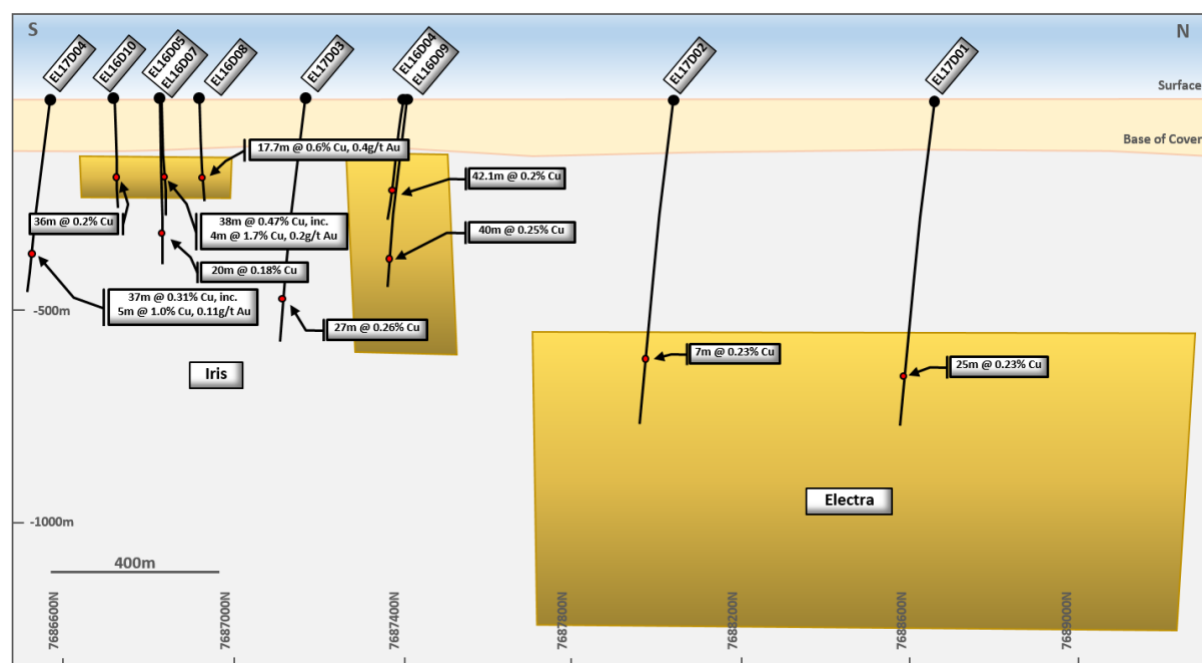 S
N
EL17D04
EL16D10
EL16D05
EL16D07
EL16D08
EL17D03
EL16D04
EL16D09
EL17D02
EL17D01
Surface
Base of Cover
17.7m @ 0.6% Cu, 0.4g/t Au
42.1m @ 0.2% Cu
36m @ 0.2% Cu
38m @ 0.47% Cu, inc.
4m @ 1.7% Cu, 0.2g/t Au
40m @ 0.25% Cu
20m @ 0.18% Cu
37m @ 0.31% Cu, inc.
5m @ 1.0% Cu, 0.11g/t Au
-500m
27m @ 0.26% Cu
7m @ 0.23% Cu
25m @ 0.23% Cu
Iris
Electra
-1000m
400m
7686600N
7687000N
7687400N
7687800N
7688200N
7688600N
7689000N